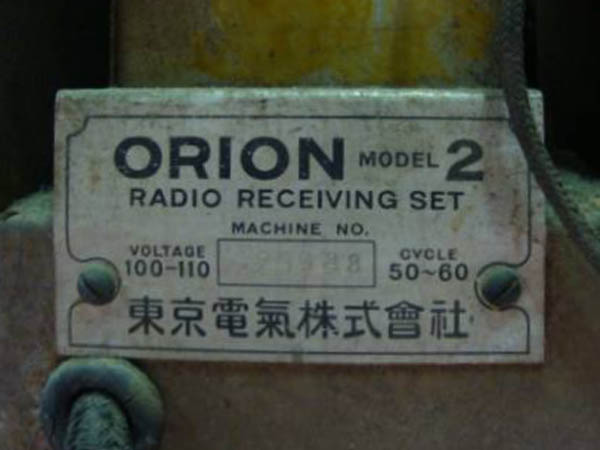 ORION MODEL 2
RADIO RECEIVING SET
MACHINE NO.
VOLTAGE
100-110
CYCLE
50~60
東京電氣株式會社